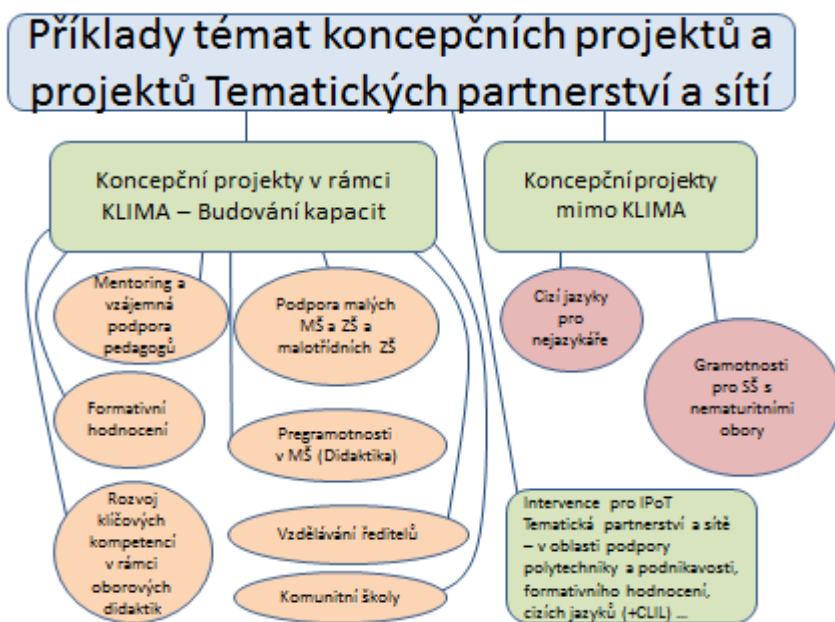 Příklady témat koncepčních projektů a
projektů Tematických partnerství a sítí
Koncepční projekty v rámci
KLIMA – Budování kapacit
Koncepční projekty
mimo KLIMA
Mentoring a
vzájemná
podpora
pedagogů
Podpora malých
MŠ a ZŠ a
malotřídních ZŠ
Cizí jazyky
pro
nejazykáře
Gramotnosti
pro SŠ s
nematuritními
obory
Formativní
hodnocení
Pregramotnosti
v MŠ (Didaktika)
Rozvoj
klíčových
kompetencí
v rámci
oborových
didaktik
Vzdělávání ředitelů
Komunitní školy
Intervence pro IPoT
Tematická partnerství a sítě
– v oblasti podpory
polytechniky a podnikavosti,
formativního hodnocení,
cizích jazyků (+CLIL) ...